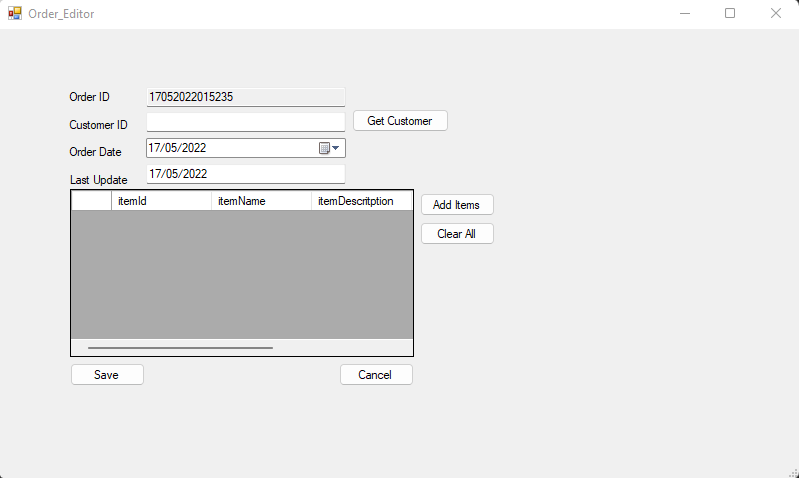 Order_Editor
Order ID 17052022015235
Customer ID Get Customer
Order Date 17/05/2022
Last Update 17/05/2022
itemId itemName itemDescritption Add Items
Clear All
Save Cancel